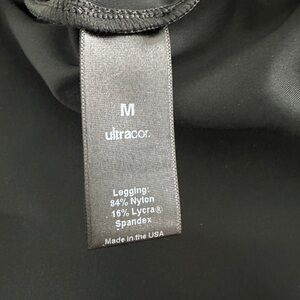 M
ultracor.
Legging:
84% Nylon
16% Lycra®
Spandex
Made in the USA